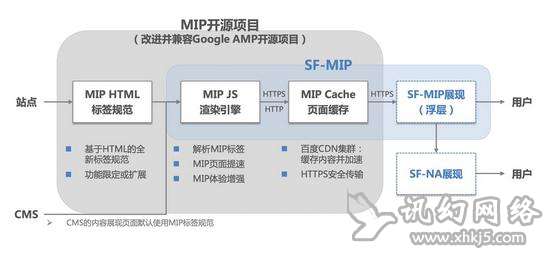 MIP开源项目
（改进并兼容Google AMP开源项目）
SF-MIP
站点
MIP HTML
标签规范
MIP JS
渲染引擎
HTTPS
HTTP
MIP Cache
页面缓存
HTTPS
SF-MIP展现
（浮层）
用户
基于HTML的全
新标签规范
功能限定或扩展
解析MIP标签
MIP页面提速
MIP体验增强
百度CDN集群：
缓存内容并加速
HTTPS安全传输
SF-NA展现
用户
CMS
CMS的内容展现页面默认使用MIP标签规范
讯幻网络
www.xhkj5.com